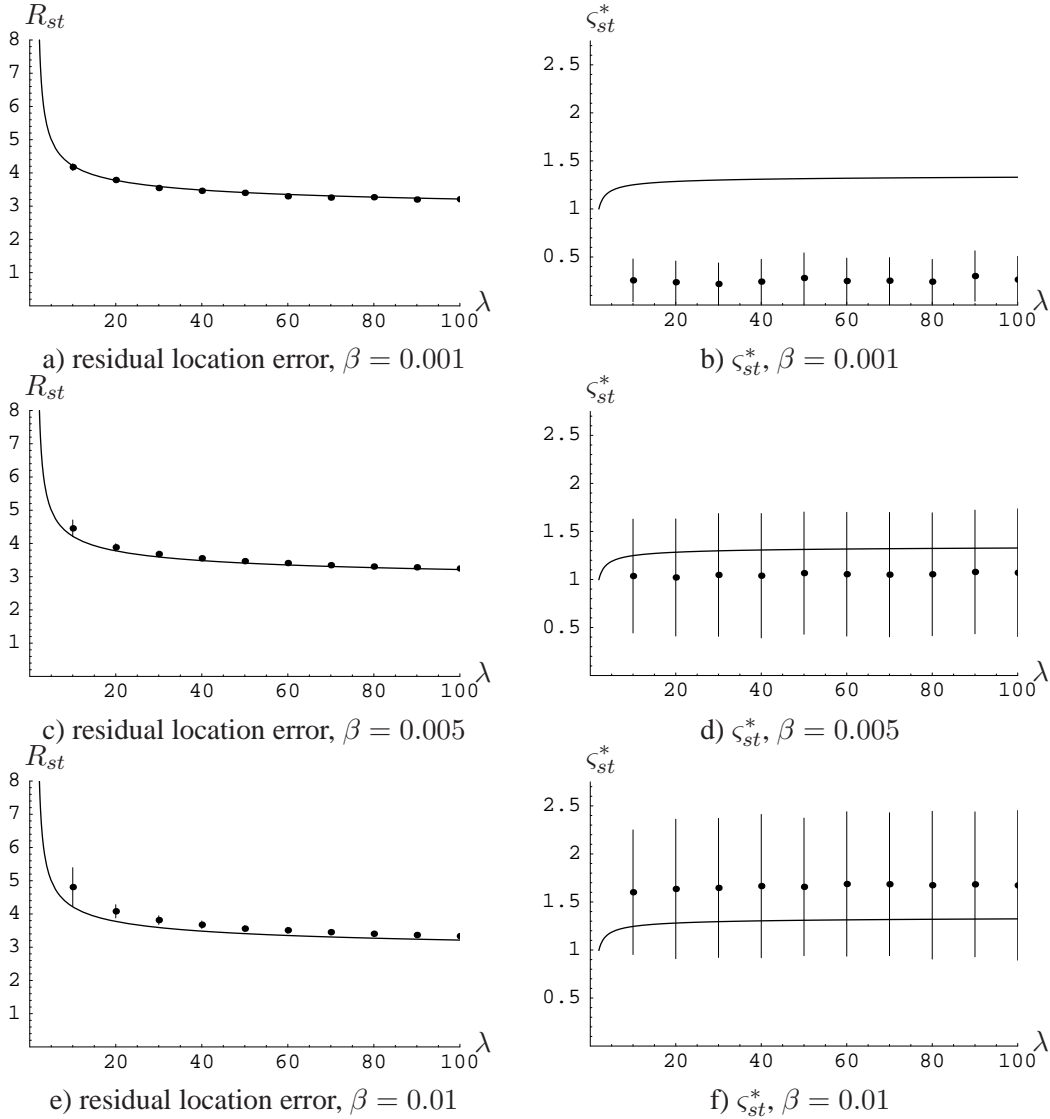 R_st
8
7
6
5
4
3
2
1
20 40 60 80 100 λ
a) residual location error, β = 0.001
ς*_st
2.5
2
1.5
1
0.5
20 40 60 80 100 λ
b) ς*_st, β = 0.001
R_st
8
7
6
5
4
3
2
1
20 40 60 80 100 λ
c) residual location error, β = 0.005
ς*_st
2.5
2
1.5
1
0.5
20 40 60 80 100 λ
d) ς*_st, β = 0.005
R_st
8
7
6
5
4
3
2
1
20 40 60 80 100 λ
e) residual location error, β = 0.01
ς*_st
2.5
2
1.5
1
0.5
20 40 60 80 100 λ
f) ς*_st, β = 0.01